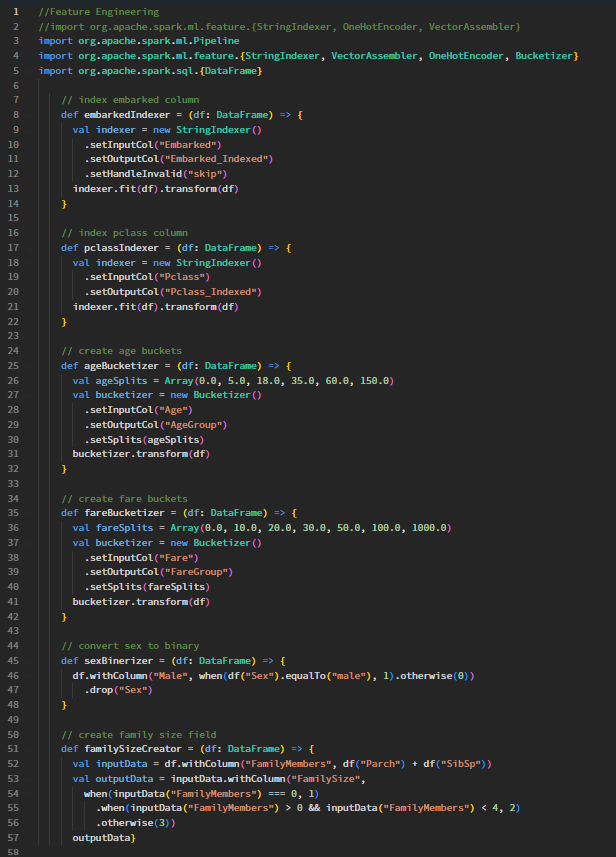 1 //Feature Engineering
2 //import org.apache.spark.ml.feature.{StringIndexer, OneHotEncoder, VectorAssembler}
3 import org.apache.spark.ml.Pipeline
4 import org.apache.spark.ml.feature.{StringIndexer, VectorAssembler, OneHotEncoder, Bucketizer}
5 import org.apache.spark.sql.{DataFrame}
6
7 // index embarked column
8 def embarkedIndexer = (df: DataFrame) => {
9 val indexer = new StringIndexer()
10 .setInputCol("Embarked")
11 .setOutputCol("Embarked_Indexed")
12 .setHandleInvalid("skip")
13 indexer.fit(df).transform(df)
14 }
15
16 // index pclass column
17 def pclassIndexer = (df: DataFrame) => {
18 val indexer = new StringIndexer()
19 .setInputCol("Pclass")
20 .setOutputCol("Pclass_Indexed")
21 indexer.fit(df).transform(df)
22 }
23
24 // create age buckets
25 def ageBucketizer = (df: DataFrame) => {
26 val ageSplits = Array(0.0, 5.0, 18.0, 35.0, 60.0, 150.0)
27 val bucketizer = new Bucketizer()
28 .setInputCol("Age")
29 .setOutputCol("AgeGroup")
30 .setSplits(ageSplits)
31 bucketizer.transform(df)
32 }
33
34 // create fare buckets
35 def fareBucketizer = (df: DataFrame) => {
36 val fareSplits = Array(0.0, 10.0, 20.0, 30.0, 50.0, 100.0, 1000.0)
37 val bucketizer = new Bucketizer()
38 .setInputCol("Fare")
39 .setOutputCol("FareGroup")
40 .setSplits(fareSplits)
41 bucketizer.transform(df)
42 }
43
44 // convert sex to binary
45 def sexBinerizer = (df: DataFrame) => {
46 df.withColumn("Male", when(df("Sex").equalTo("male"), 1).otherwise(0))
47 .drop("Sex")
48 }
49
50 // create family size field
51 def familySizeCreator = (df: DataFrame) => {
52 val inputData = df.withColumn("FamilyMembers", df("Parch") + df("SibSp"))
53 val outputData = inputData.withColumn("FamilySize",
54 when(inputData("FamilyMembers") === 0, 1)
55 .when(inputData("FamilyMembers") > 0 && inputData("FamilyMembers") < 4, 2)
56 .otherwise(3))
57 outputData}
58